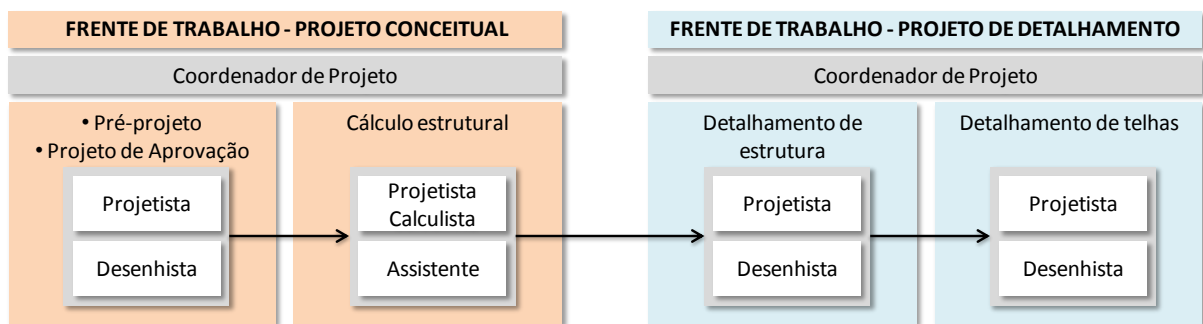 FRENTE DE TRABALHO - PROJETO CONCEITUAL
Coordenador de Projeto
• Pré-projeto
• Projeto de Aprovação
Projetista
Desenhista
Cálculo estrutural
Projetista
Calculista
Assistente
FRENTE DE TRABALHO - PROJETO DE DETALHAMENTO
Coordenador de Projeto
Detalhamento de
estrutura
Projetista
Desenhista
Detalhamento de telhas
Projetista
Desenhista